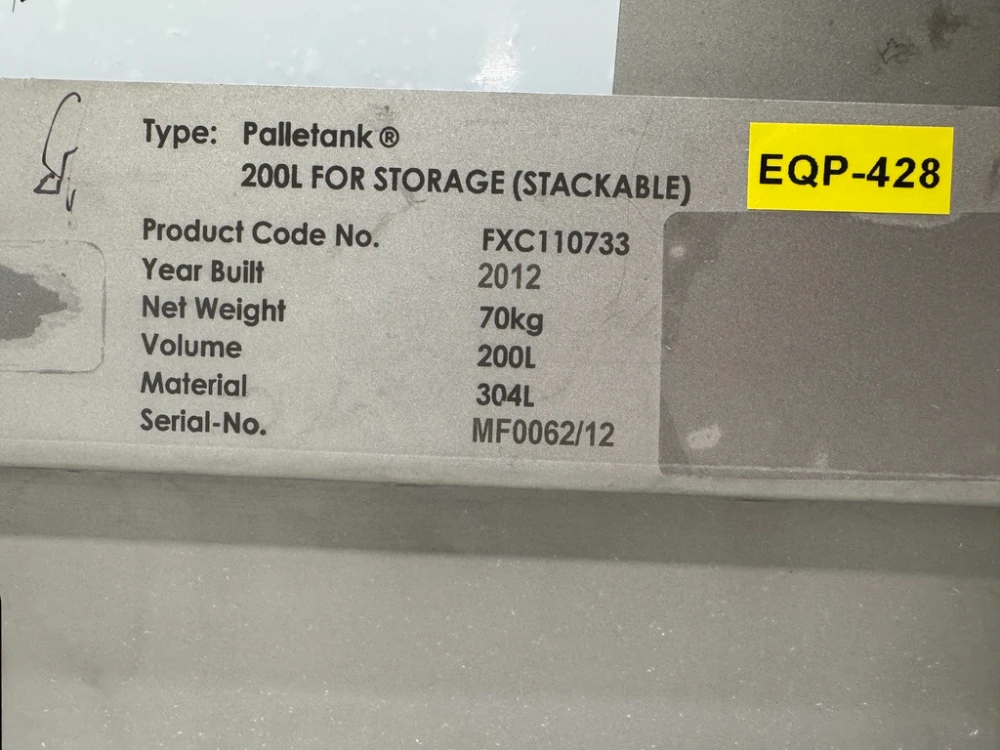 Type: Palletank ®
200L FOR STORAGE (STACKABLE)
EQP-428
Product Code No. FXC110733
Year Built 2012
Net Weight 70kg
Volume 200L
Material 304L
Serial-No. MF0062/12